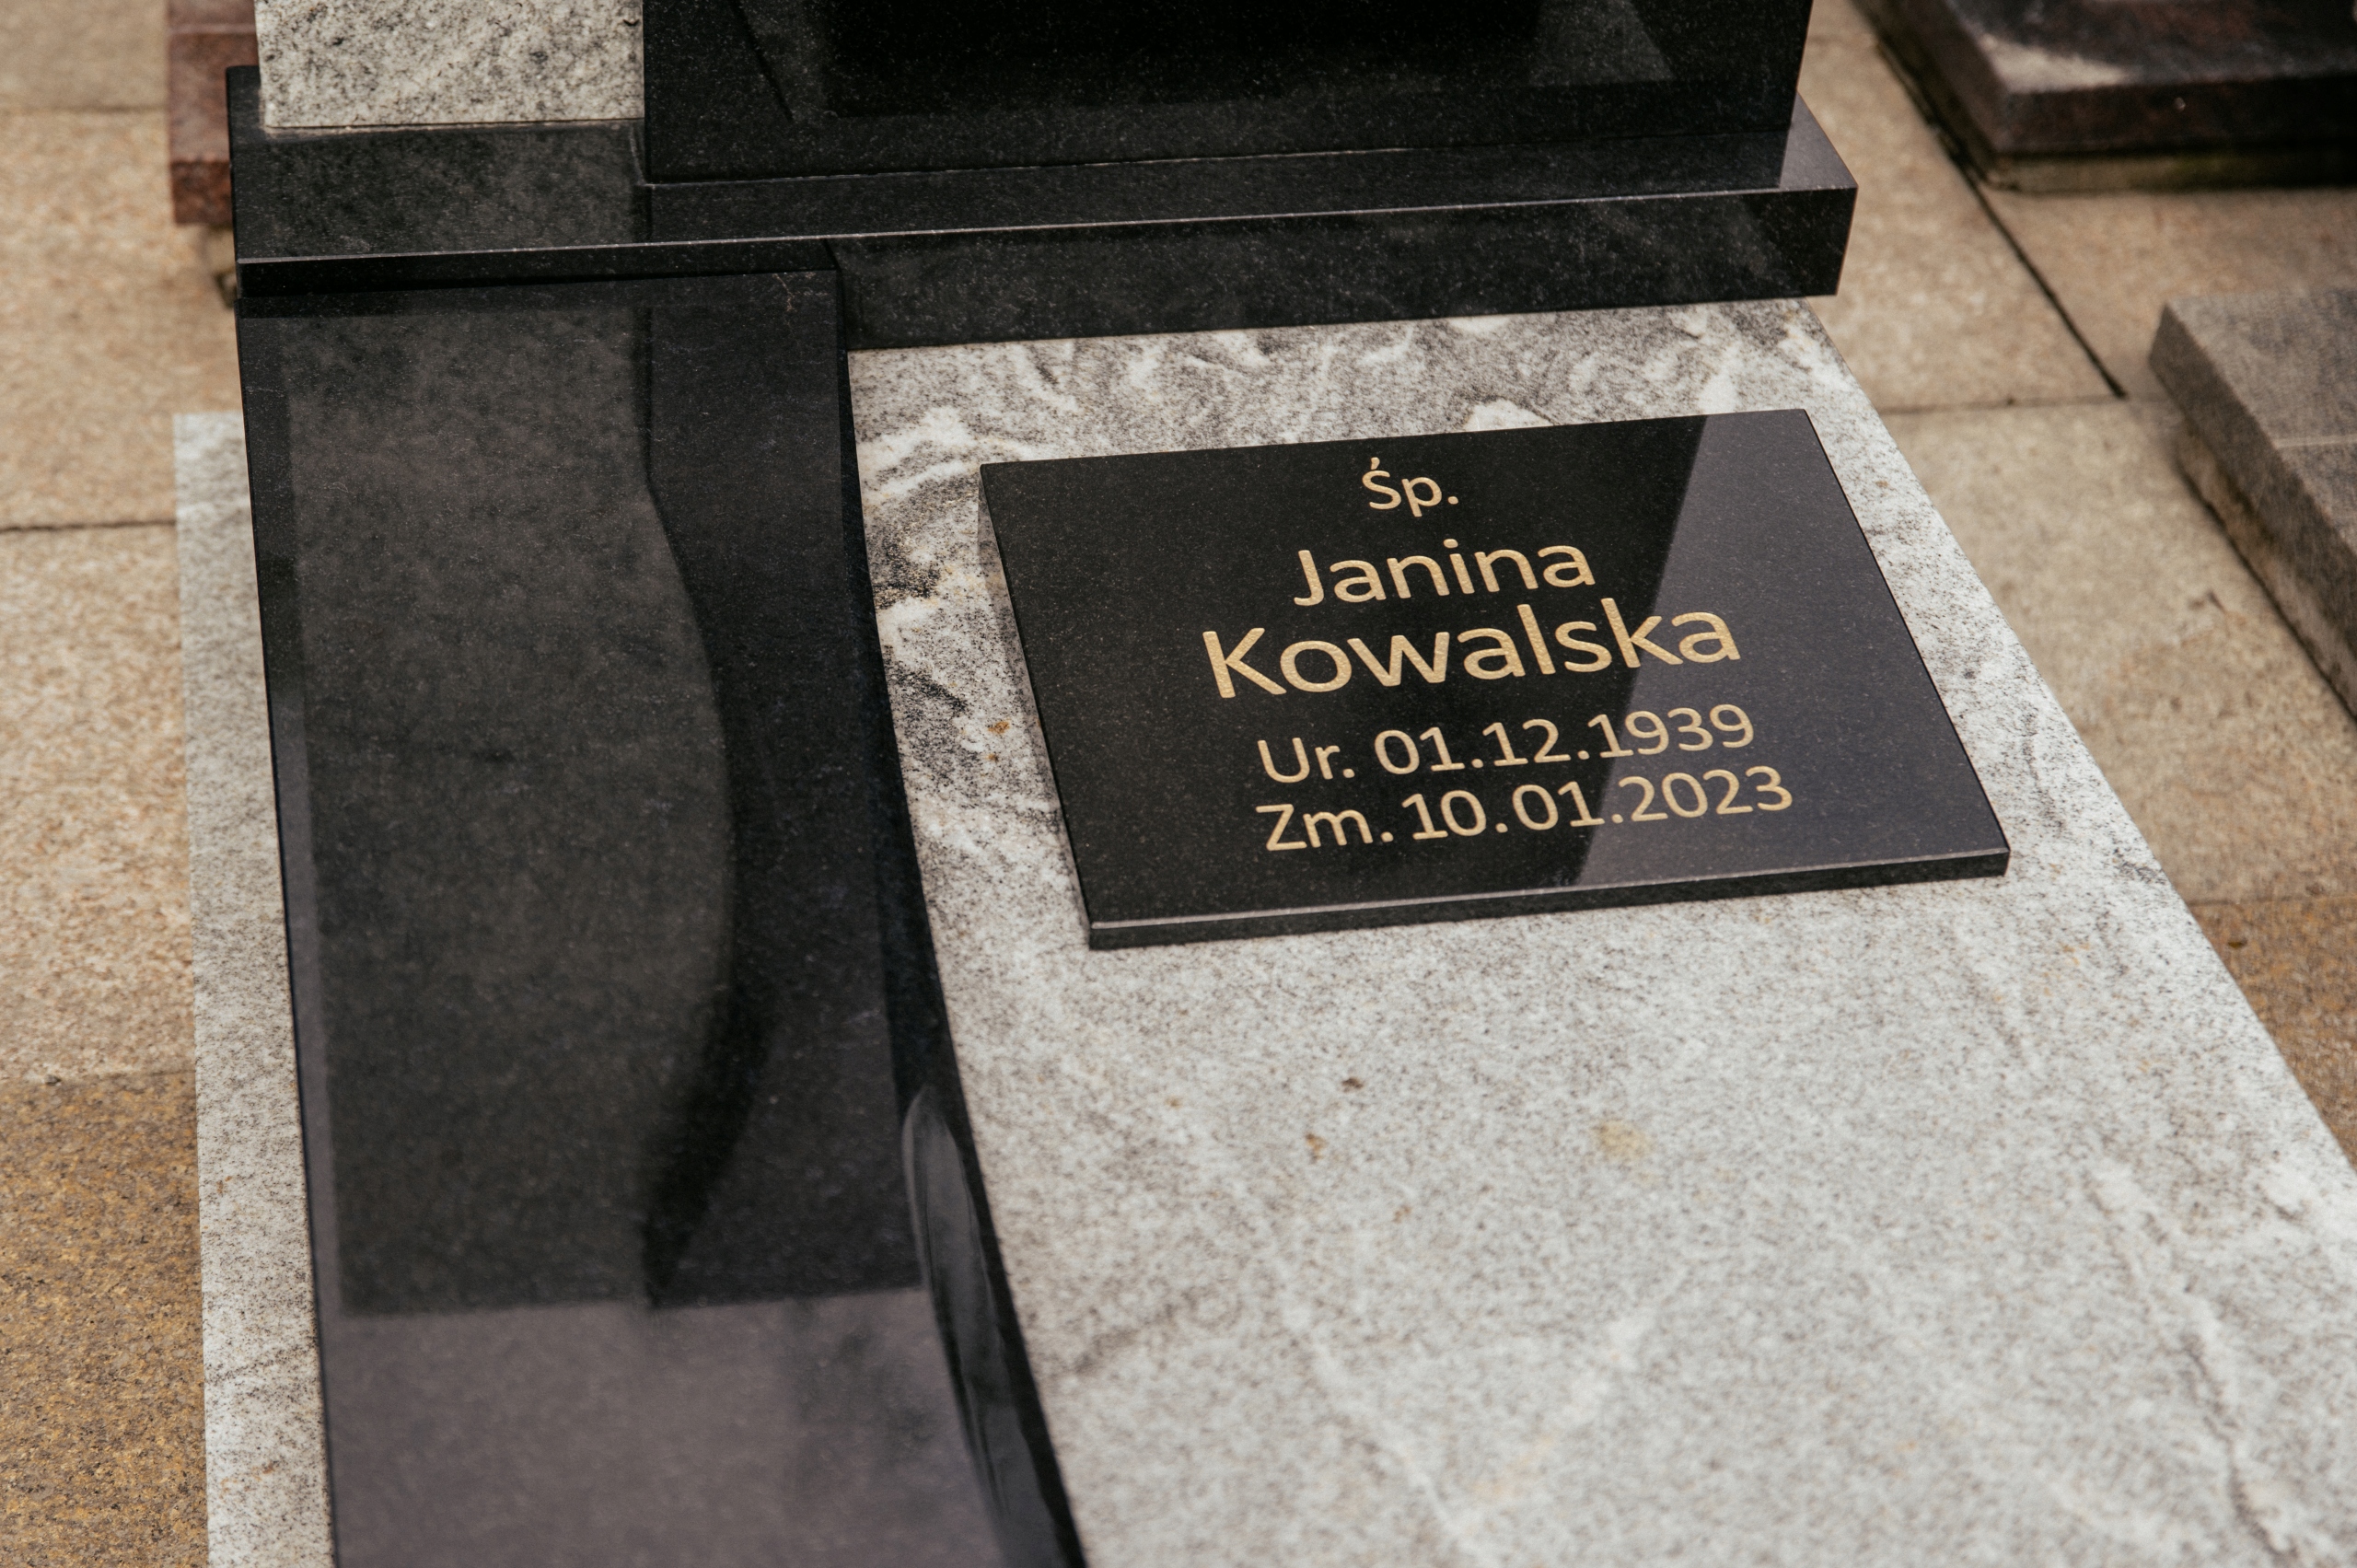 Śp.
Janina
Kowalska
Ur. 01.12.1939
Zm. 10.01.2023